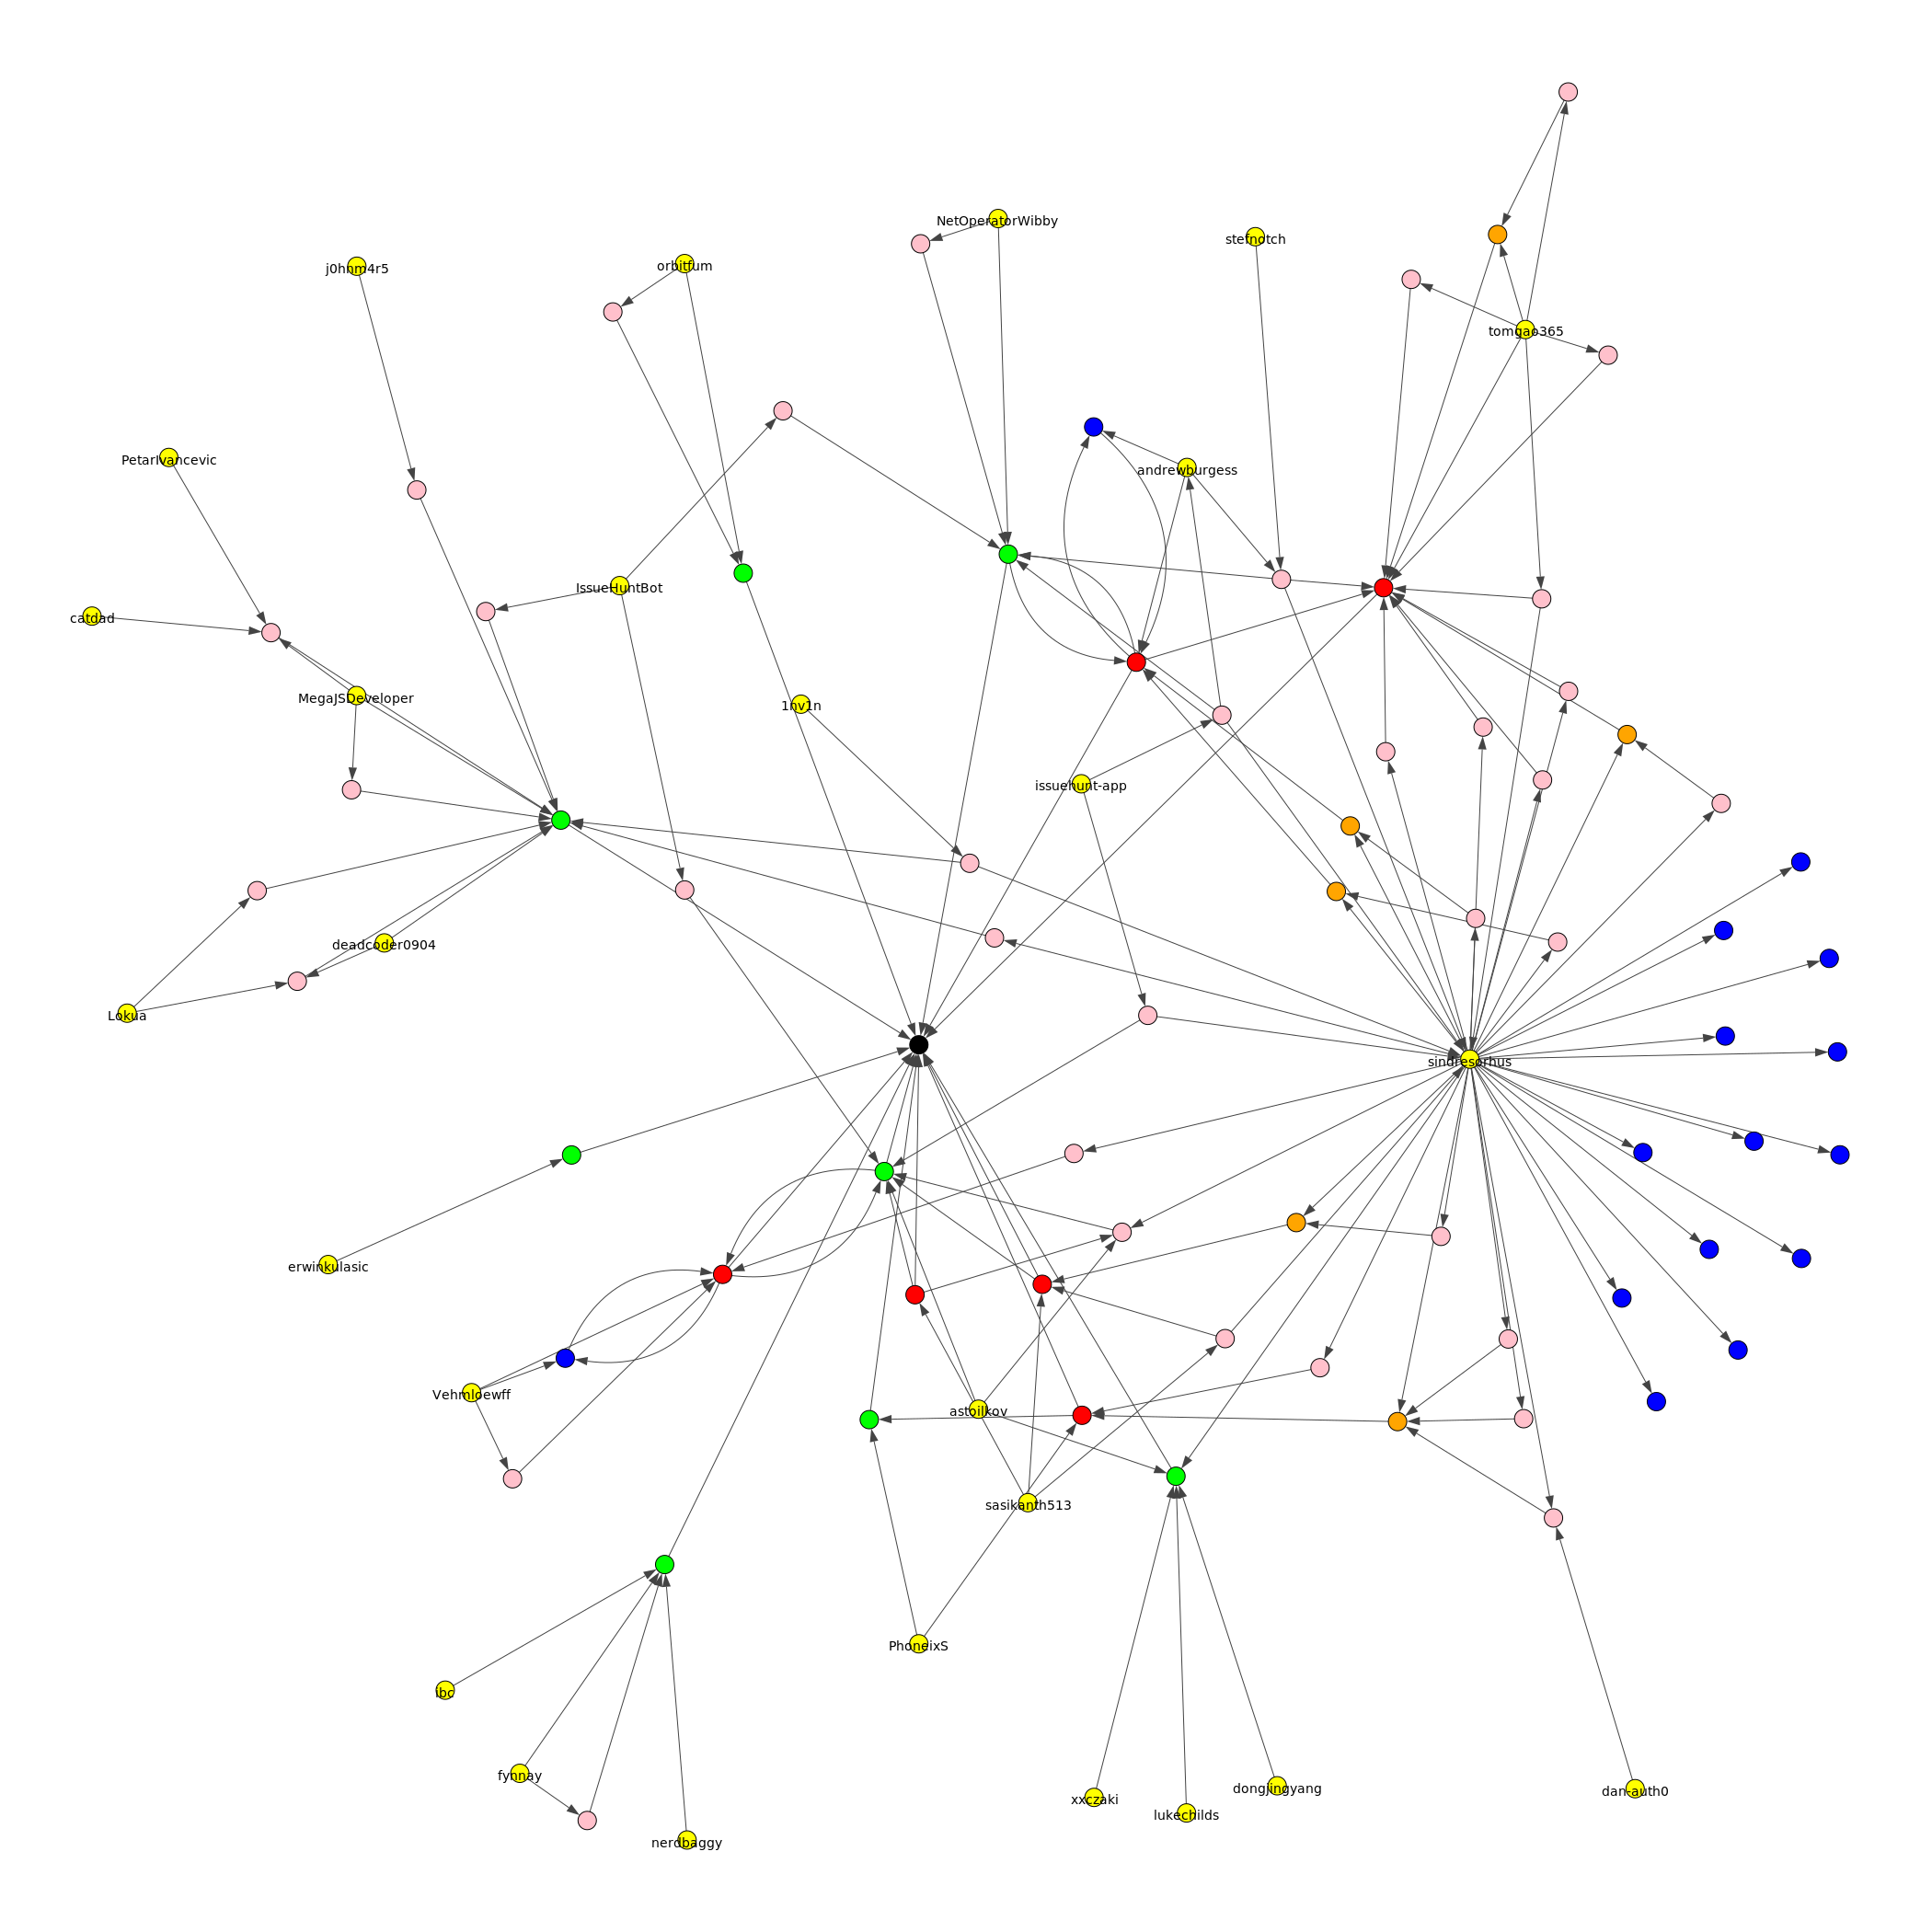 NetOperatorWibby
stefnotch
orbitfum
j0hnm4r5
tomgao365
PetarIvancevic
andrewburgess
IssueHuntBot
catdad
MegaJSDeveloper
1nv1n
issuehunt-app
deadcoder0904
Lokua
sindresorhus
erwinkulasic
Vehmloewff
astoilkov
sasikanth513
PhoneixS
ibc
fynnay
dongjingyang
dan-auth0
xxczaki
lukechilds
nerdbaggy